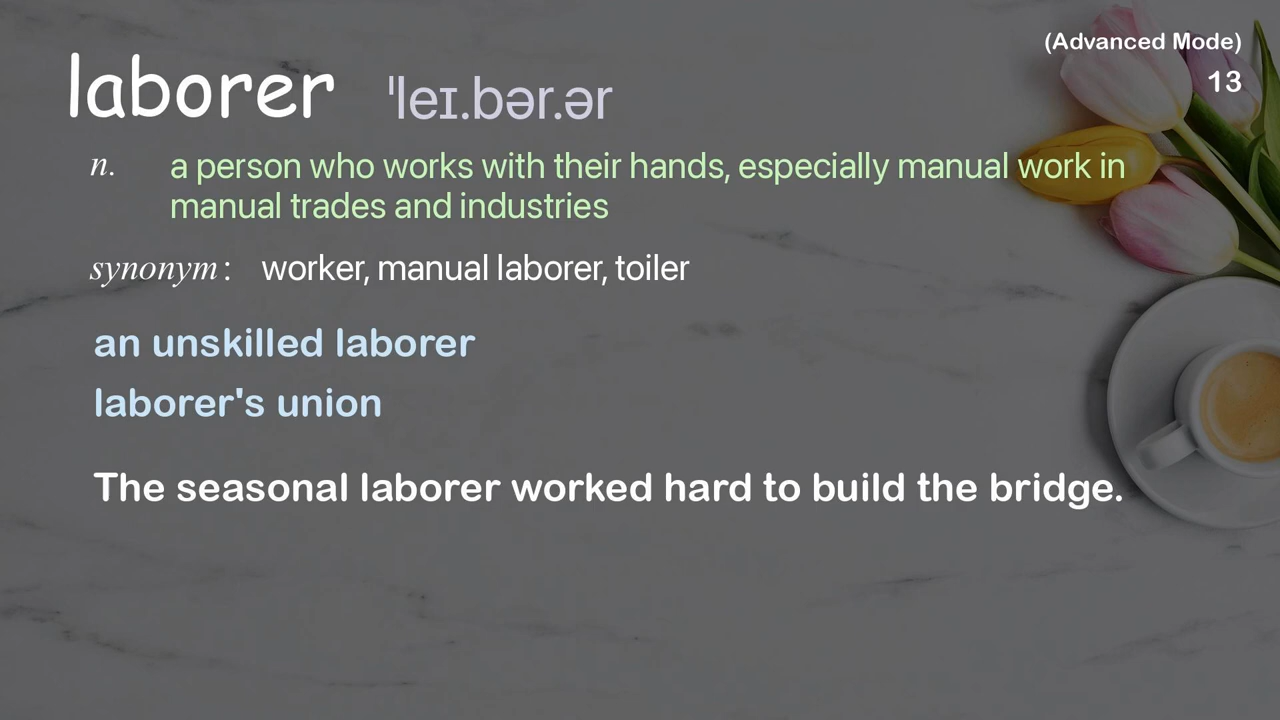 (Advanced Mode)
13
laborer ˈleɪ.bər.ər
n. a person who works with their hands, especially manual work in
manual trades and industries
synonym: worker, manual laborer, toiler
an unskilled laborer
laborer's union
The seasonal laborer worked hard to build the bridge.